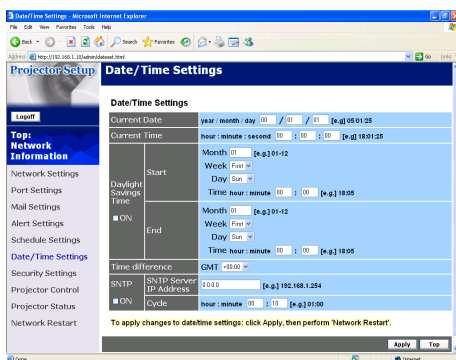 Date/Time Settings - Microsoft Internet Explorer
File Edit View Favorites Tools Help
Back Search Favorites
Address http://192.168.1.10/admin/dateset.html Go Links
Projector Setup
Date/Time Settings
Logoff
Top:
Network
Information
Network Settings
Port Settings
Mail Settings
Alert Settings
Schedule Settings
Date/Time Settings
Security Settings
Projector Control
Projector Status
Network Restart
Date/Time Settings
Current Date year / month / day 00 / 01 / 01 [e.g] 05:01:25
Current Time hour : minute : second 00 : 00 : 00 [e.g] 18:01:25
Daylight Savings Time
ON
Start
Month 01 [e.g.] 01-12
Week First
Day Sun
Time hour : minute 00 : 00 [e.g.] 18:05
End
Month 01 [e.g.] 01-12
Week First
Day Sun
Time hour : minute 00 : 00 [e.g.] 18:05
Time difference GMT +00:00
SNTP
ON
SNTP Server IP Address 0.0.0.0 [e.g.] 192.168.1.254
Cycle hour : minute 00 : 10 [e.g.] 01:00
To apply changes to date/time settings: click Apply, then perform 'Network Restart'.
Apply Top
Done Internet